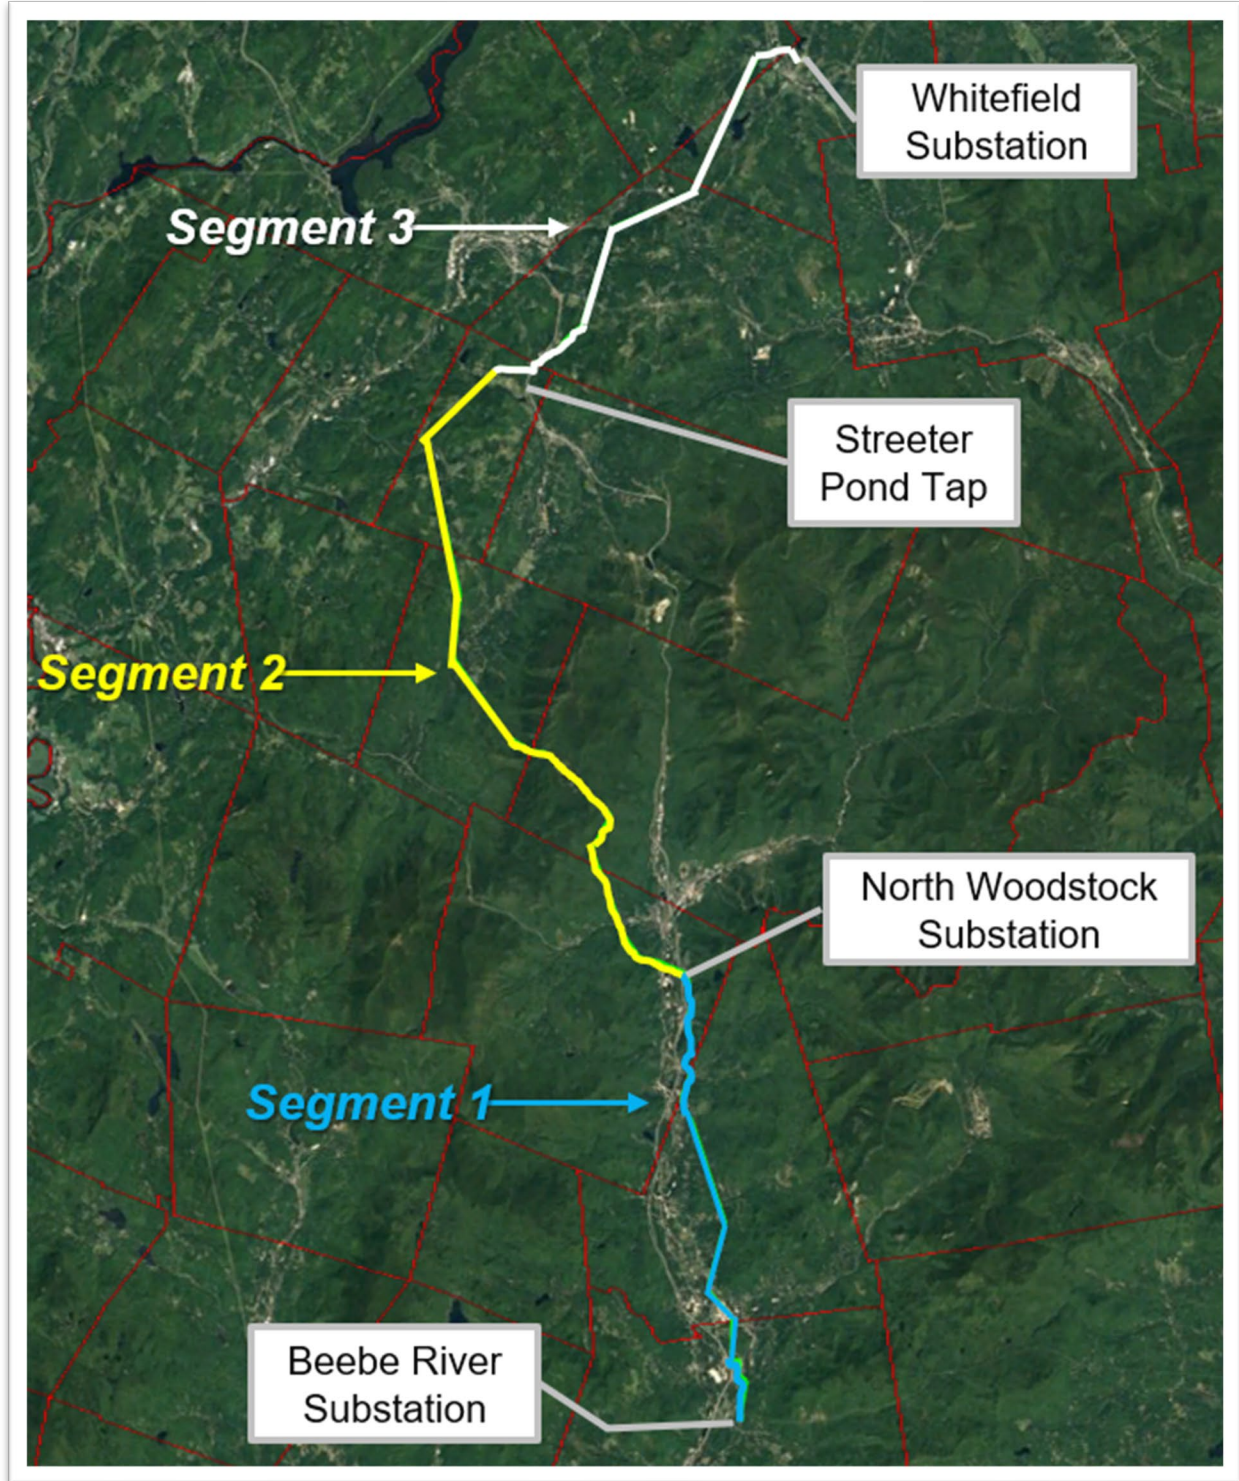 Whitefield
Substation
Segment 3
Streeter
Pond Tap
Segment 2
North Woodstock
Substation
Segment 1
Beebe River
Substation